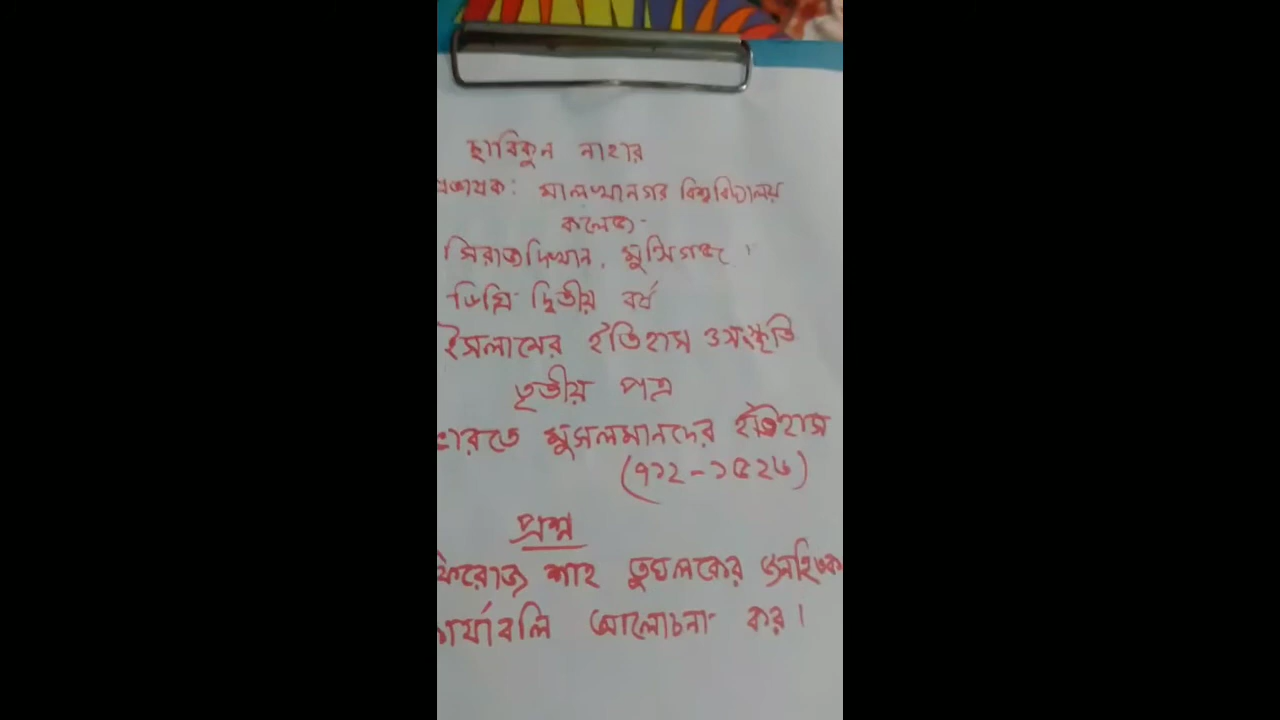 ছাবিকুন নাহার
প্রভাষক: মালখানগর বিশ্ববিদ্যালয়
কলেজ
সিরাজদিখান, মুন্সিগঞ্জ।
ডিগ্রি দ্বিতীয় বর্ষ
ইসলামের ইতিহাস ও সংস্কৃতি
তৃতীয় পত্র
ভারতে মুসলমানদের ইতিহাস
(৭১২-১৫২৬)
প্রশ্ন
ফিরোজ শাহ তুঘলকের জনহিতকর
কার্যাবলি আলোচনা কর।